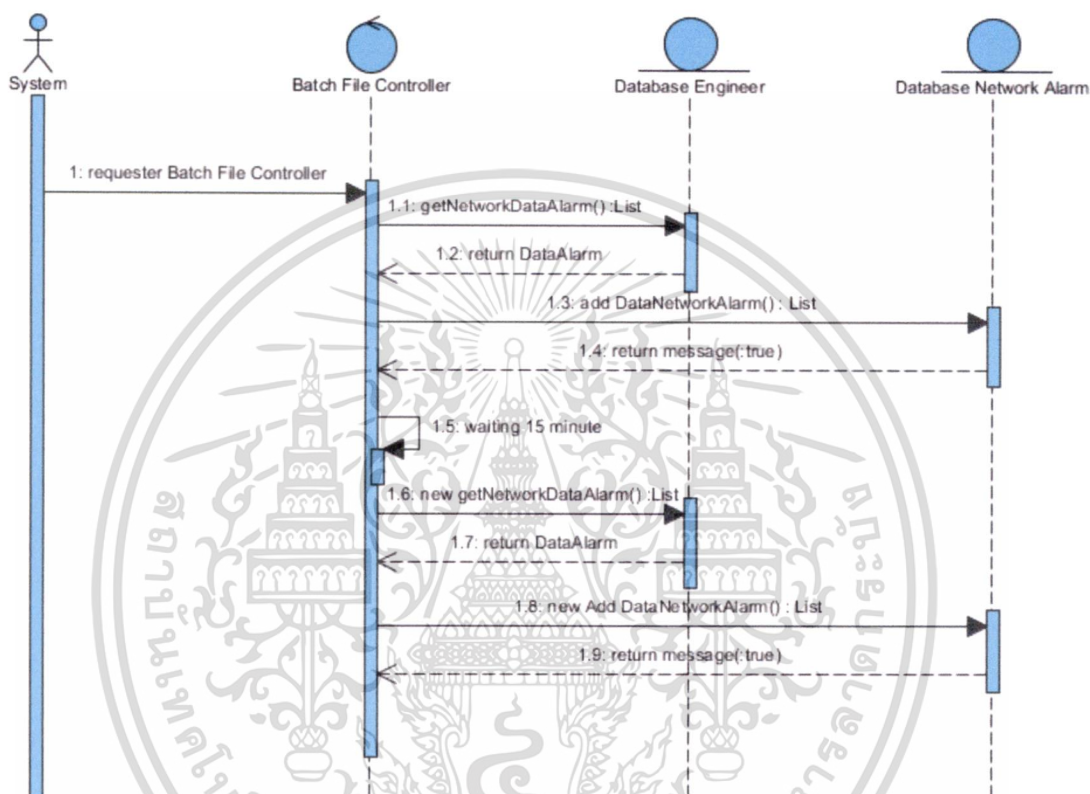 System
Batch File Controller
Database Engineer
Database Network Alarm
1: requester Batch File Controller
1.1: getNetworkDataAlarm() :List
1.2: return DataAlarm
1.3: add DataNetworkAlarm() : List
1.4: return message(:true)
1.5: waiting 15 minute
1.6: new getNetworkDataAlarm() :List
1.7: return DataAlarm
1.8: new Add DataNetworkAlarm() : List
1.9: return message(:true)